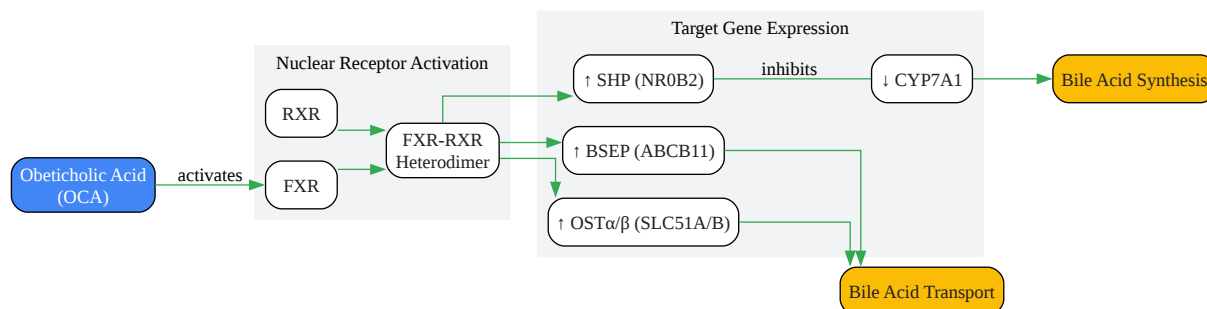 Target Gene Expression
Nuclear Receptor Activation
↑ SHP (NR0B2)
inhibits
↓ CYP7A1
Bile Acid Synthesis
RXR
FXR-RXR
Heterodimer
↑ BSEP (ABCB11)
Obeticholic Acid
(OCA)
activates
FXR
↑ OSTα/β (SLC51A/B)
Bile Acid Transport